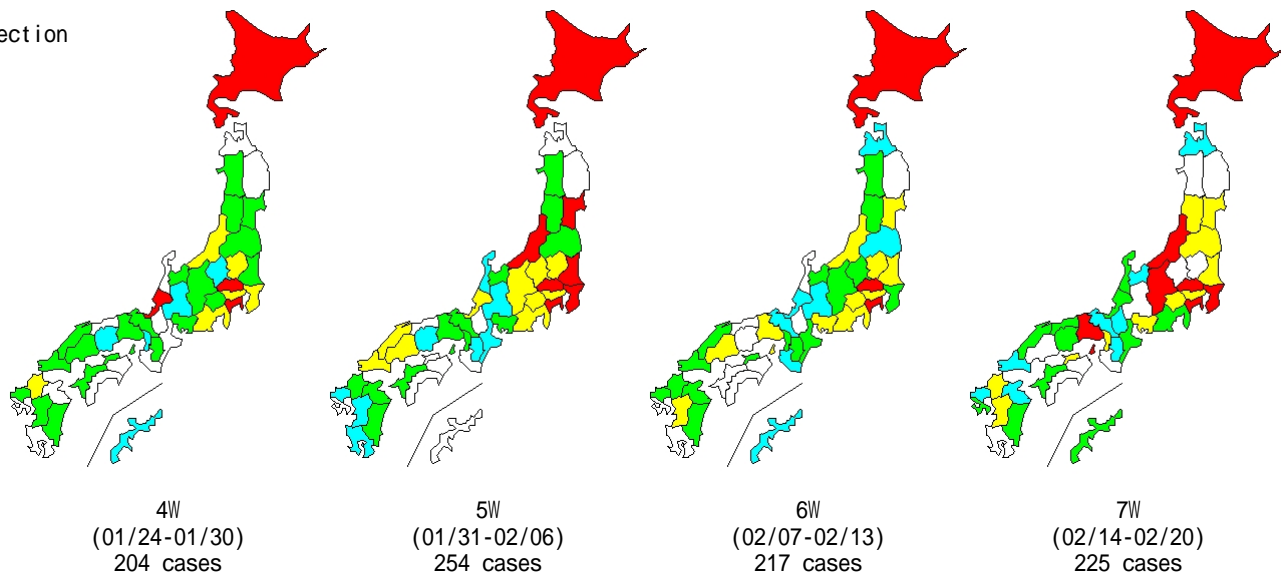 ection
4W
(01/24-01/30)
204 cases
5W
(01/31-02/06)
254 cases
6W
(02/07-02/13)
217 cases
7W
(02/14-02/20)
225 cases